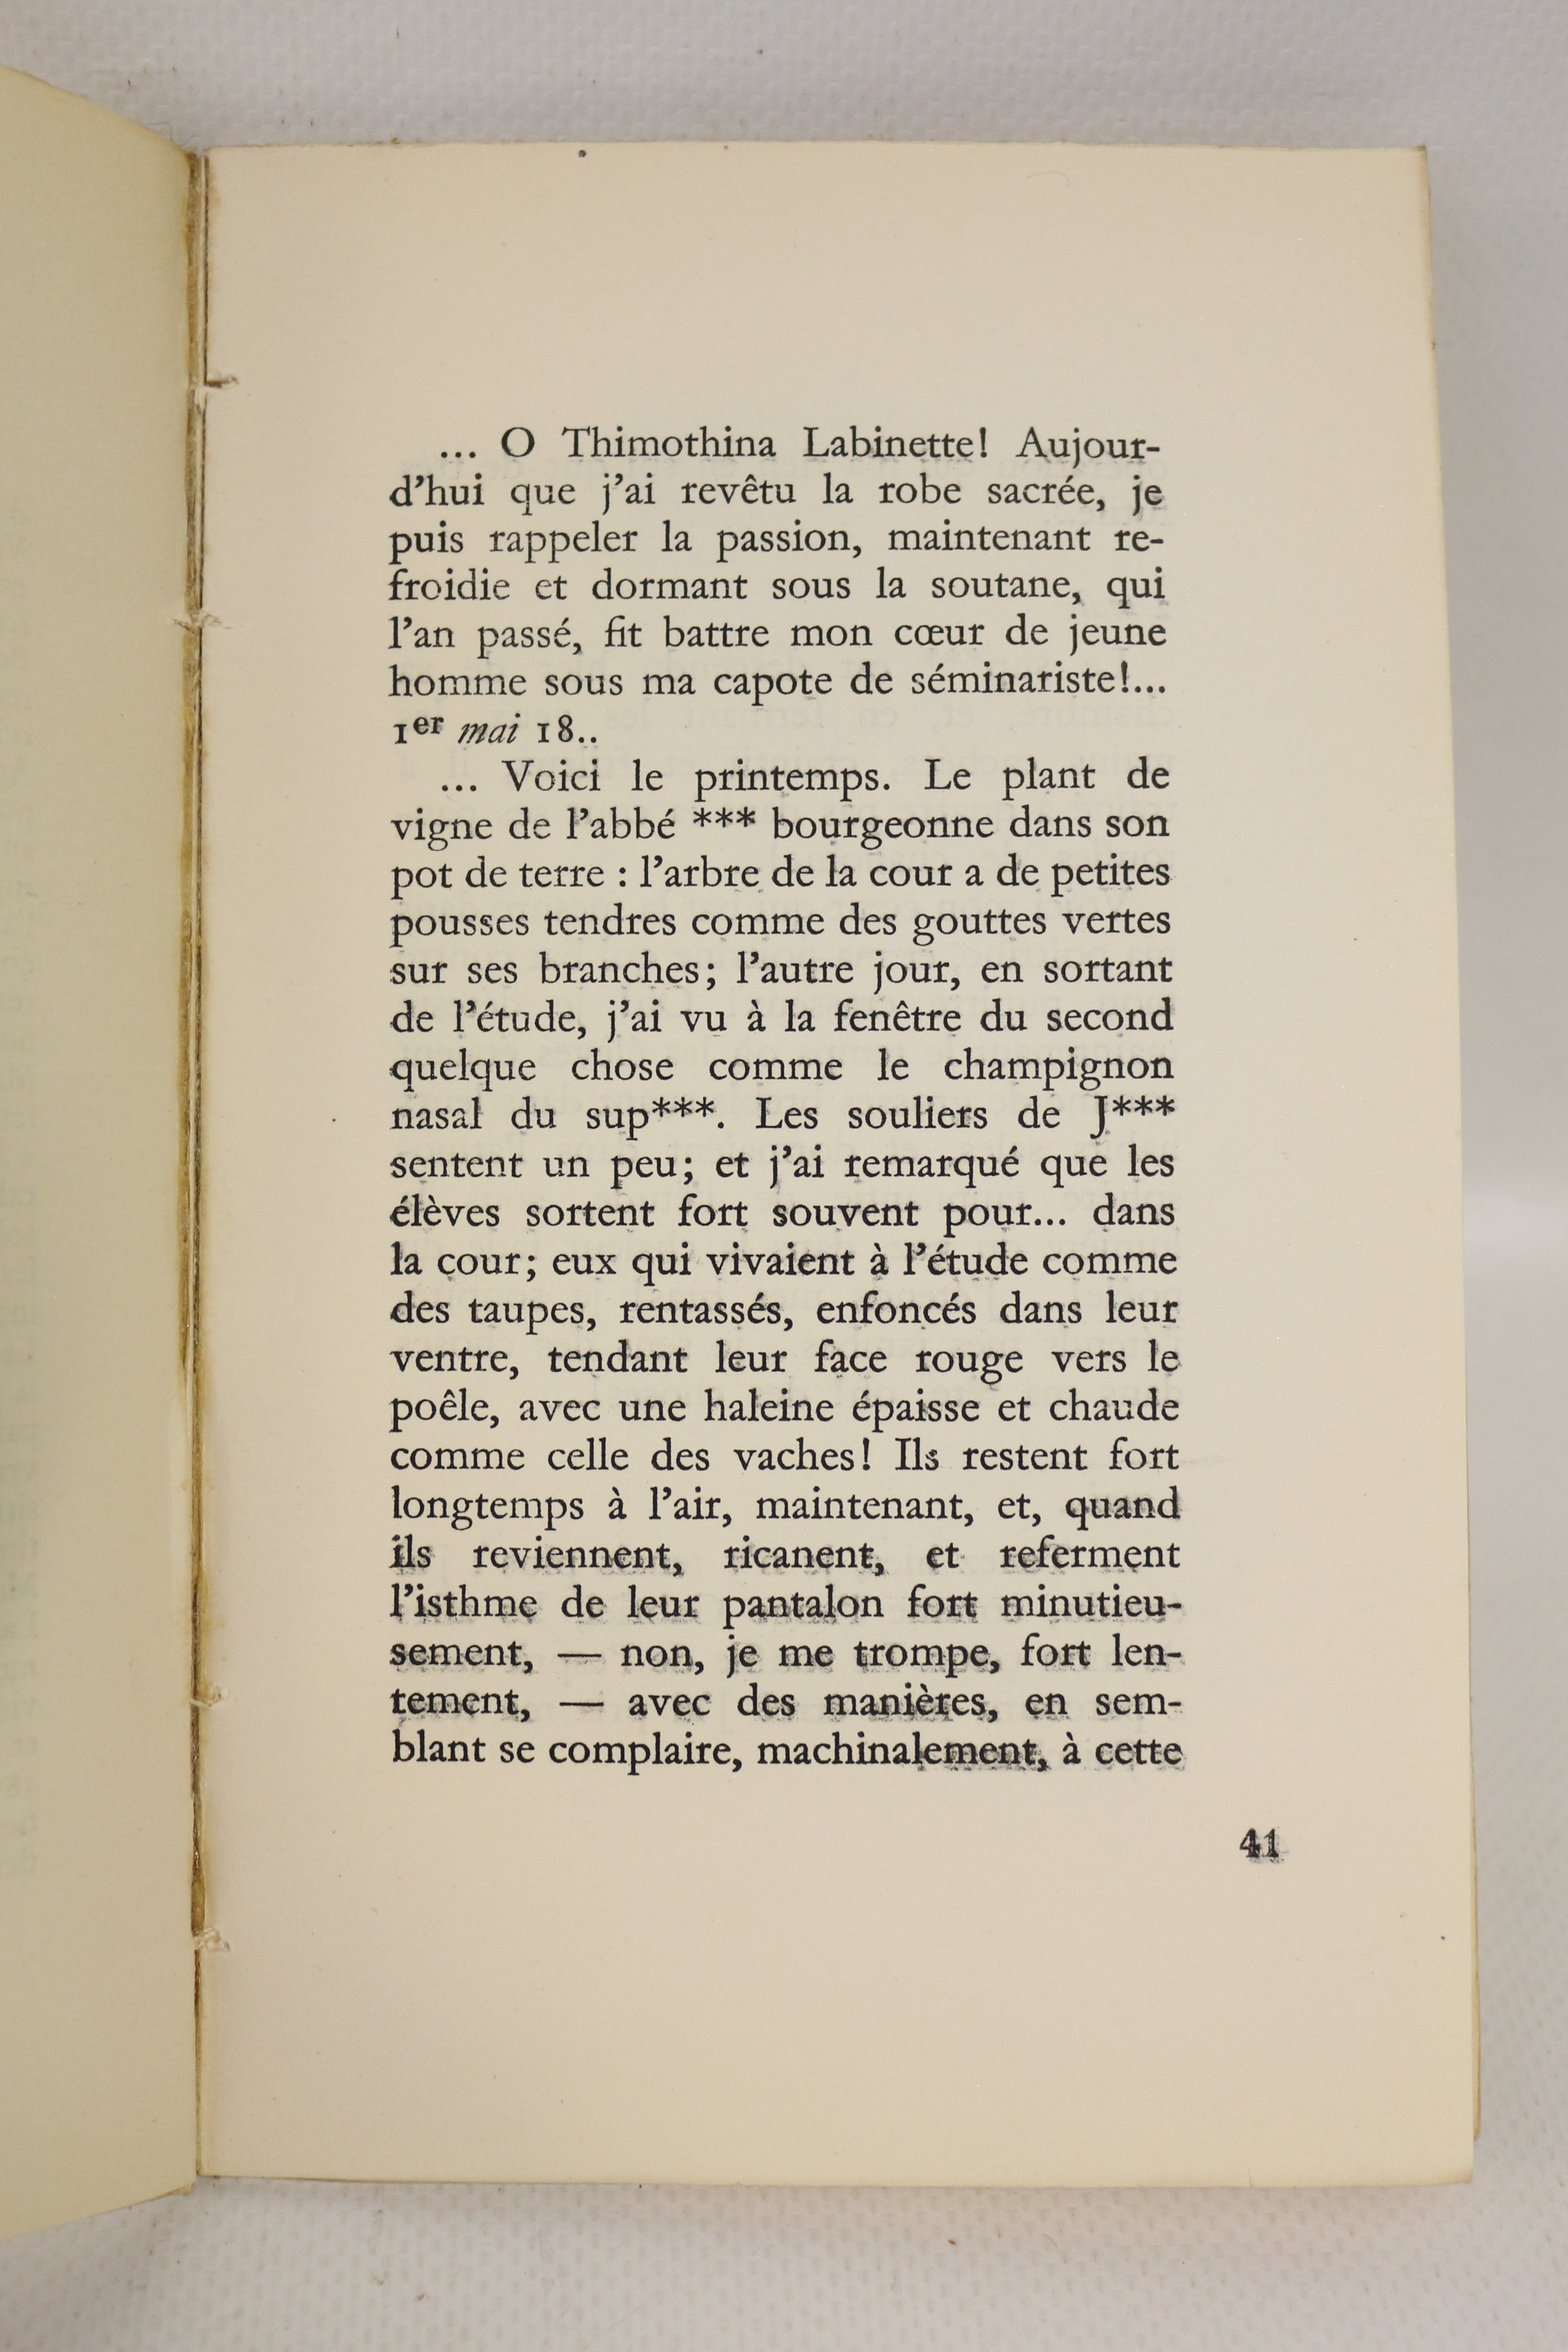 ... O Thimothina Labinette! Aujour-
d'hui que j'ai revêtu la robe sacrée, je
puis rappeler la passion, maintenant re-
froidie et dormant sous la soutane, qui
l'an passé, fit battre mon cœur de jeune
homme sous ma capote de séminariste!...
1er mai 18..
... Voici le printemps. Le plant de
vigne de l'abbé *** bourgeonne dans son
pot de terre : l'arbre de la cour a de petites
pousses tendres comme des gouttes vertes
sur ses branches; l'autre jour, en sortant
de l'étude, j'ai vu à la fenêtre du second
quelque chose comme le champignon
nasal du sup***. Les souliers de J***
sentent un peu; et j'ai remarqué que les
élèves sortent fort souvent pour... dans
la cour; eux qui vivaient à l'étude comme
des taupes, rentassés, enfoncés dans leur
ventre, tendant leur face rouge vers le
poêle, avec une haleine épaisse et chaude
comme celle des vaches! Ils restent fort
longtemps à l'air, maintenant, et, quand
ils reviennent, ricanent, et referment
l'isthme de leur pantalon fort minutieu-
sement, — non, je me trompe, fort len-
tement, — avec des manières, en sem-
blant se complaire, machinalement, à cette
41